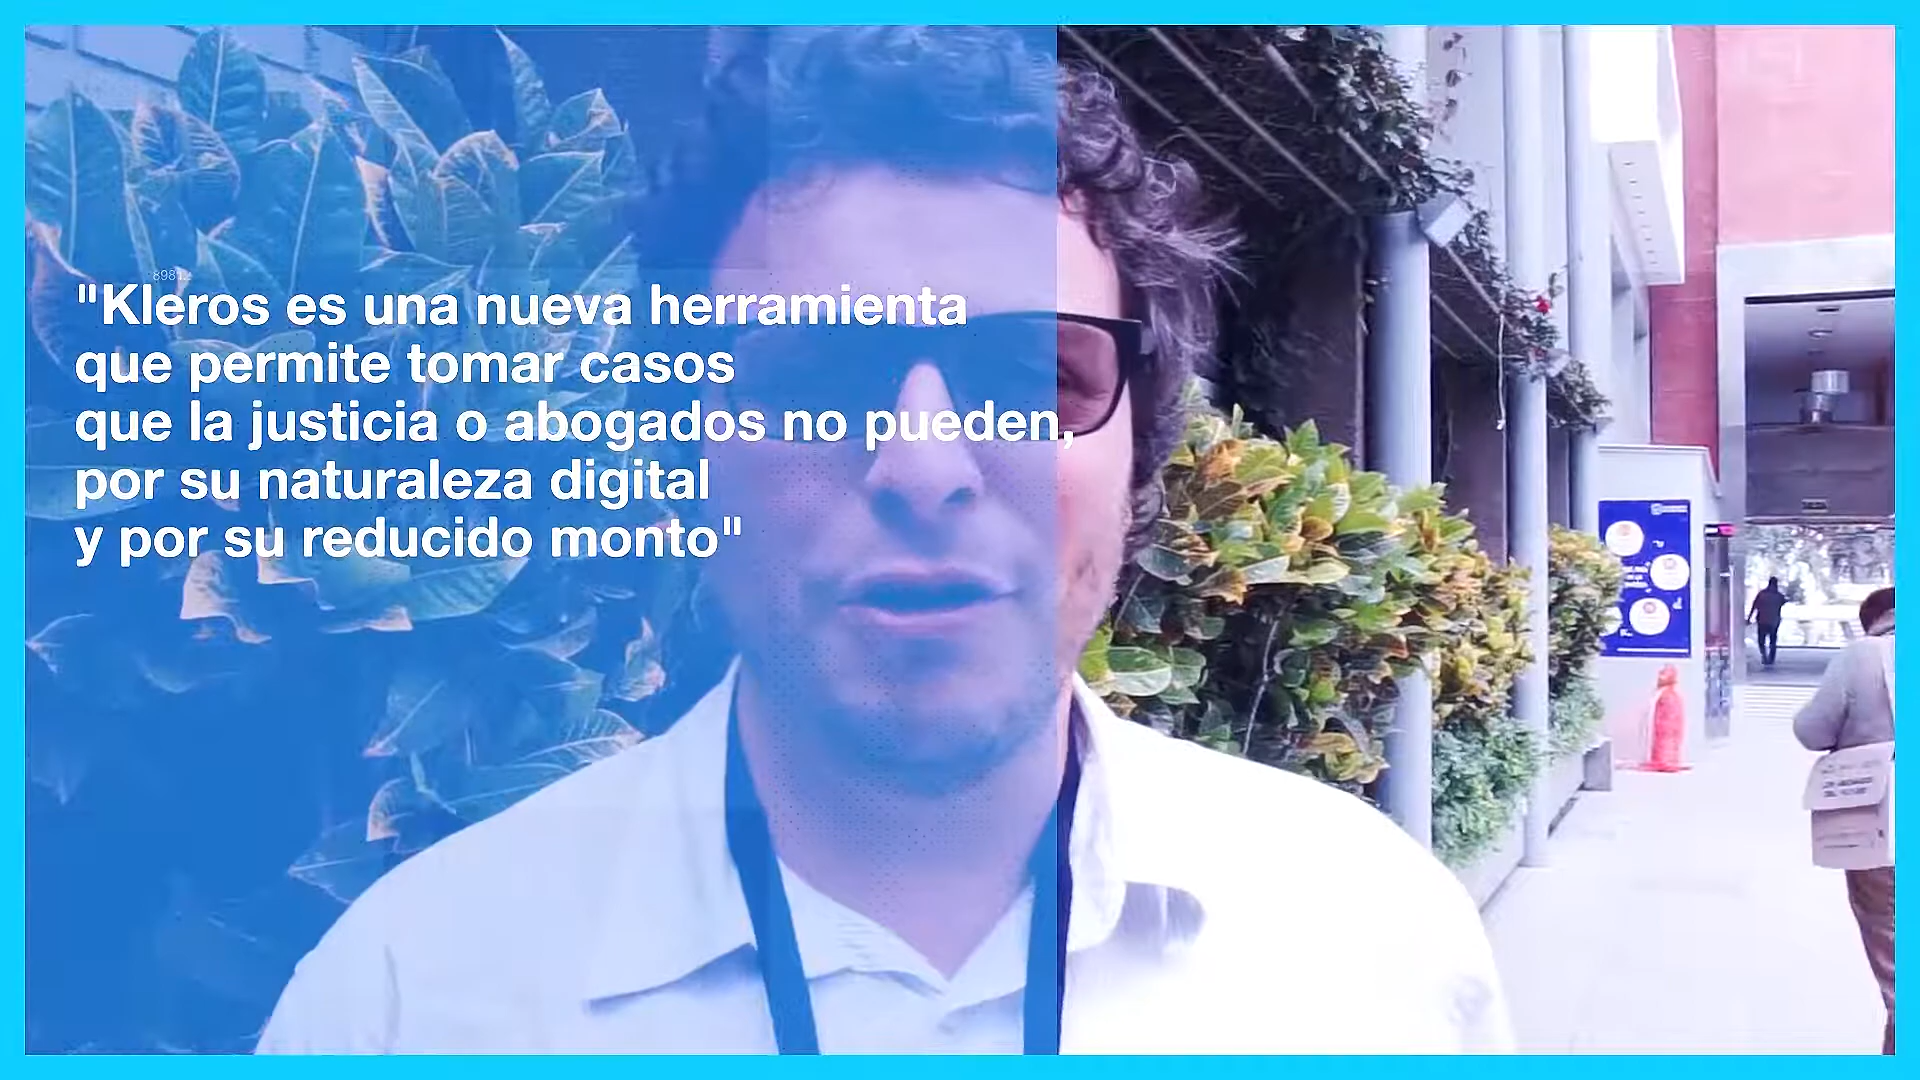 "Kleros es una nueva herramienta
que permite tomar casos
que la justicia o abogados no pueden,
por su naturaleza digital
y por su reducido monto"